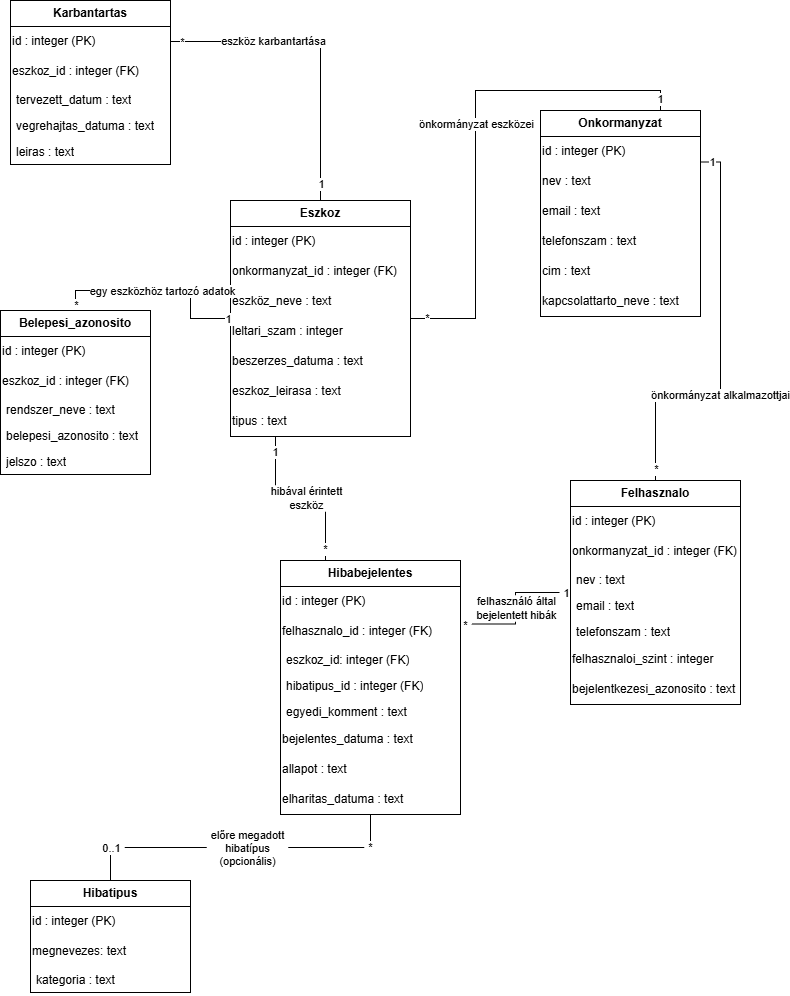 Karbantartas
id : integer (PK)
eszkoz_id : integer (FK)
tervezett_datum : text
vegrehajtas_datuma : text
leiras : text
*
eszköz karbantartása
1
önkormányzat eszközei
1
Onkormanyzat
id : integer (PK)
nev : text
email : text
telefonszam : text
cim : text
kapcsolattarto_neve : text
1
Eszkoz
id : integer (PK)
onkormanyzat_id : integer (FK)
eszköz_neve : text
leltari_szam : integer
beszerzes_datuma : text
eszkoz_leirasa : text
tipus : text
*
egy eszközhöz tartozó adatok
1
*
Belepesi_azonosito
id : integer (PK)
eszkoz_id : integer (FK)
rendszer_neve : text
belepesi_azonosito : text
jelszo : text
önkormányzat alkalmazottjai
*
1
hibával érintett
eszköz
*
Felhasznalo
id : integer (PK)
onkormanyzat_id : integer (FK)
nev : text
email : text
telefonszam : text
felhasznaloi_szint : integer
bejelentkezesi_azonosito : text
Hibabejelentes
id : integer (PK)
felhasznalo_id : integer (FK)
eszkoz_id: integer (FK)
hibatipus_id : integer (FK)
egyedi_komment : text
bejelentes_datuma : text
allapot : text
elharitas_datuma : text
1
felhasználó által
bejelentett hibák
*
előre megadott
hibatípus
(opcionális)
0..1
*
Hibatipus
id : integer (PK)
megnevezes: text
kategoria : text